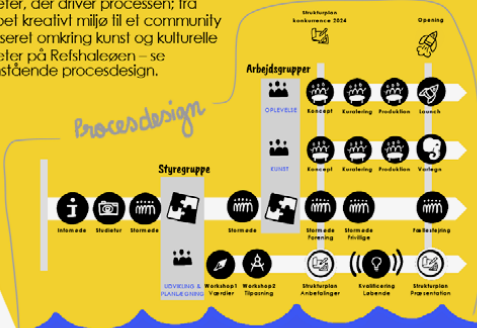 eter, der driver processen; fra
bet kreativt miljø til et community
seret omkring kunst og kulturelle
eter på Refshaleøen – se
nstående procesdesign.
Procesdesign
Strukturplan
konkurrence 2024
Opening
Arbejdsgrupper
OPLEVELSE
Koncept
Kuratering
Produktion
Launch
KUNST
Koncept
Kuratering
Produktion
Styregruppe
Infomøde
Studietur
Stormøde
Stormøde
Stormøde
Forening
Stormøde
Frivillige
Fællesfejring
UDVIKLING &
PLANLÆGNING
Workshop1
Værdier
Workshop2
Tilpasning
Strukturplan
Anbefalinger
Kvalificering
Løbende
Strukturplan
Præsentation